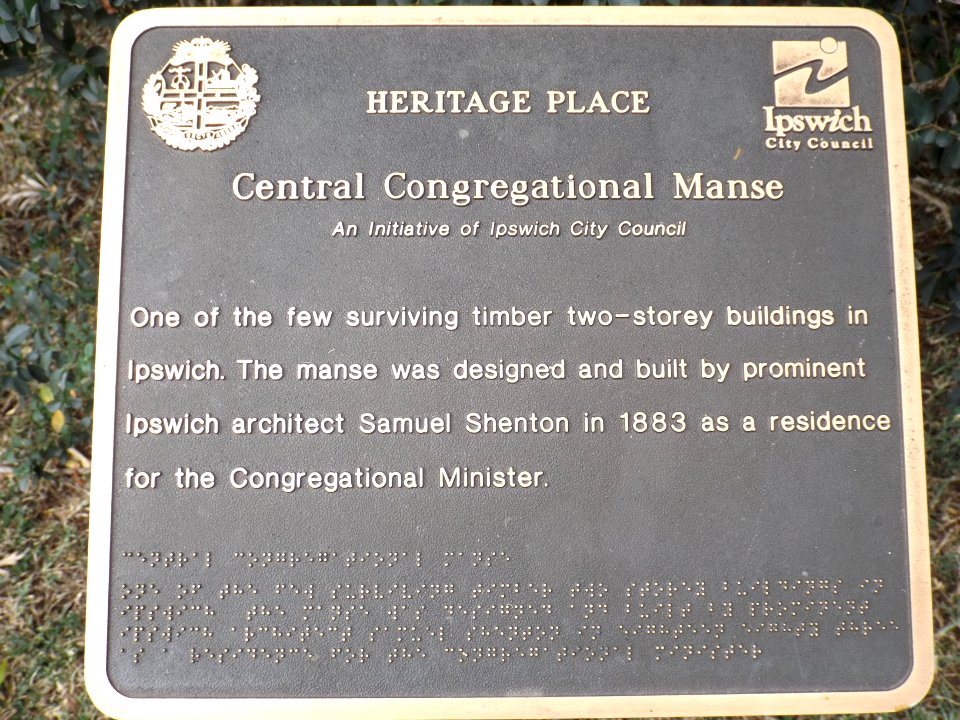 HERITAGE PLACE
Ipswich
City Council
Central Congregational Manse
An Initiative of Ipswich City Council
One of the few surviving timber two-storey buildings in
Ipswich. The manse was designed and built by prominent
Ipswich architect Samuel Shenton in 1883 as a residence
for the Congregational Minister.